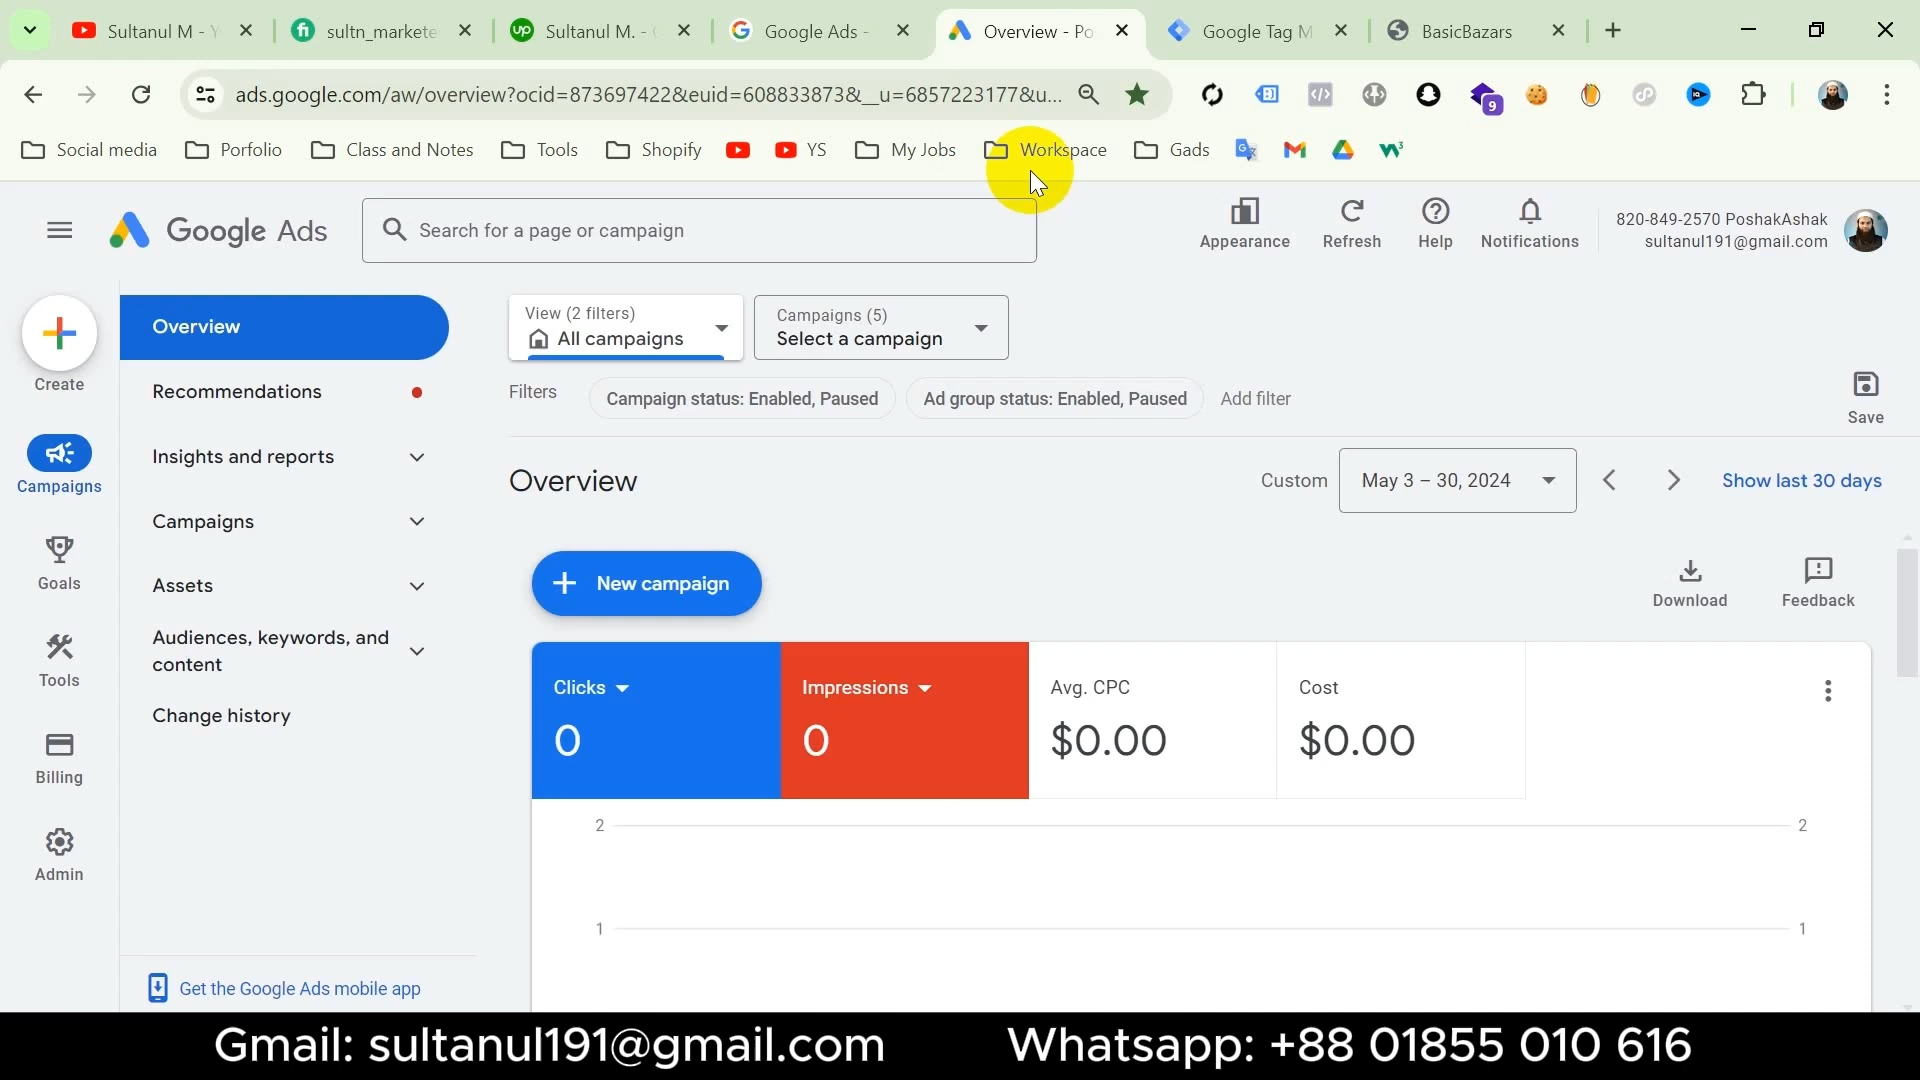 Sultanul M - Y
sultn_markete
Sultanul M. - (
Google Ads -
Overview - Po
Google Tag M
BasicBazars
ads.google.com/aw/overview?ocid=873697422&euid=608833873&__u=6857223177&u...
9
Social media
Porfolio
Class and Notes
Tools
Shopify
YS
My Jobs
Workspace
Gads
Google Ads
Search for a page or campaign
Appearance
Refresh
Help
Notifications
820-849-2570 PoshakAshak
sultanul191@gmail.com
Create
Campaigns
Goals
Tools
Billing
Admin
Overview
Recommendations
Insights and reports
Campaigns
Assets
Audiences, keywords, and
content
Change history
Get the Google Ads mobile app
View (2 filters)
All campaigns
Campaigns (5)
Select a campaign
Filters
Campaign status: Enabled, Paused
Ad group status: Enabled, Paused
Add filter
Save
Overview
Custom
May 3 – 30, 2024
Show last 30 days
New campaign
Download
Feedback
Clicks
0
Impressions
0
Avg. CPC
$0.00
Cost
$0.00
2
2
1
1
Gmail: sultanul191@gmail.com
Whatsapp: +88 01855 010 616